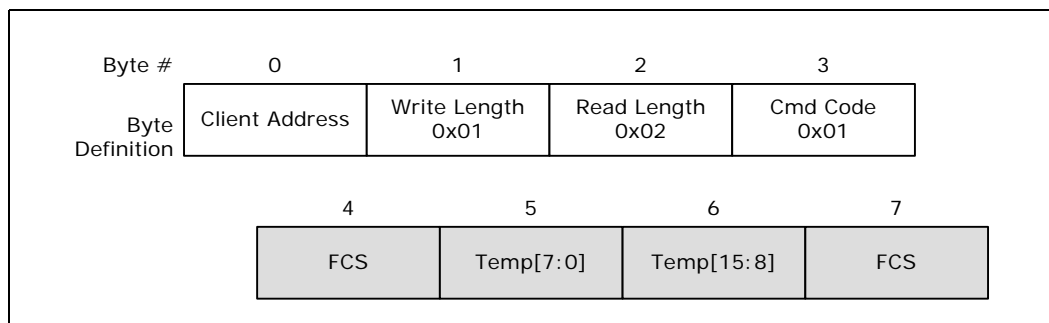 Byte # 0 1 2 3
Byte Definition Client Address Write Length 0x01 Read Length 0x02 Cmd Code 0x01
4 5 6 7
FCS Temp[7:0] Temp[15:8] FCS